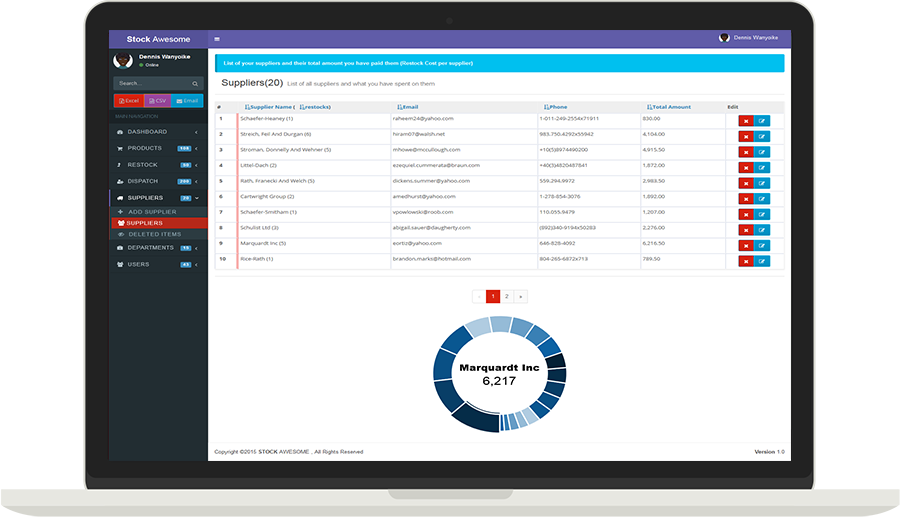 Stock Awesome
Dennis Wanyoike
Dennis Wanyoike
Online
Search...
Excel CSV Email
MAIN NAVIGATION
DASHBOARD
PRODUCTS
RESTOCK
DISPATCH
SUPPLIERS 20
ADD SUPPLIER
SUPPLIERS
DELETED ITEMS
DEPARTMENTS
USERS
List of your suppliers and their total amount you have paid them (Restock Cost per supplier)
Suppliers(20) List of all suppliers and what you have spent on them
# Supplier Name ( restocks) Email Phone Total Amount Edit
1 Schaefer-Heaney (1) raheem24@yahoo.com 1-011-249-2554x71911 830.66
2 Streich, Feil And Ourgan (6) hiram07@walsh.net 983.750.4292x55942 4,104.00
3 Stroman, Donnelly And Wehner (5) mhowe@mccullough.com +10(5)8974490200 4,915.50
4 Littel-Dach (2) ezequiel.cummerata@braun.com +40(3)4820487641 1,872.00
5 Rath, Franecki And Welch (5) dickens.summer@yahoo.com 559.294.9972 2,983.50
6 Cartwright Group (2) amedhurst@yahoo.com 1-278-854-3076 1,892.00
7 Schaefer-Smitham (1) vpowlowski@noob.com 110.055.9479 1,207.00
8 Schulist Ltd (3) abigail.sauer@daugherty.com (892)340-9194x50283 2,276.00
9 Marquardt Inc (5) eortiz@yahoo.com 646-828-4092 6,216.50
10 Rice-Rath (1) brandon.marks@hotmail.com 804-265-6872x713 789.50
1 2 »
Marquardt Inc
6,217
Copyright ©2015 STOCK AWESOME , All Rights Reserved
Version 1.0